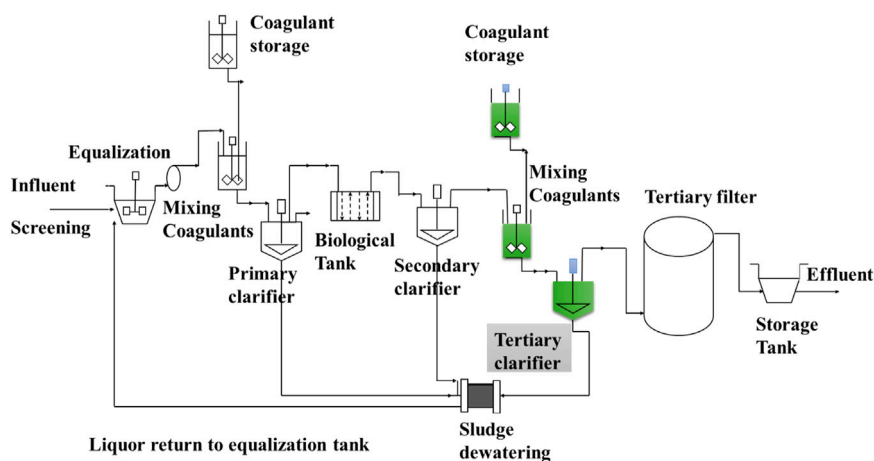 Coagulant
storage
Coagulant
storage
Equalization
Influent
Screening
Mixing
Coagulants
Primary
clarifier
Biological
Tank
Secondary
clarifier
Mixing
Coagulants
Tertiary
clarifier
Tertiary filter
Effluent
Storage
Tank
Sludge
dewatering
Liquor return to equalization tank